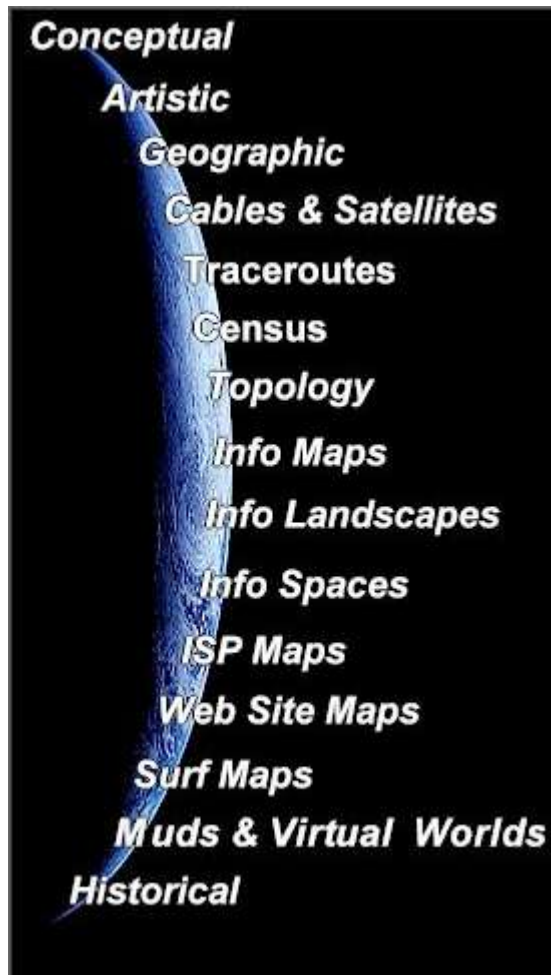 Conceptual
Artistic
Geographic
Cables & Satellites
Traceroutes
Census
Topology
Info Maps
Info Landscapes
Info Spaces
ISP Maps
Web Site Maps
Surf Maps
Muds & Virtual Worlds
Historical